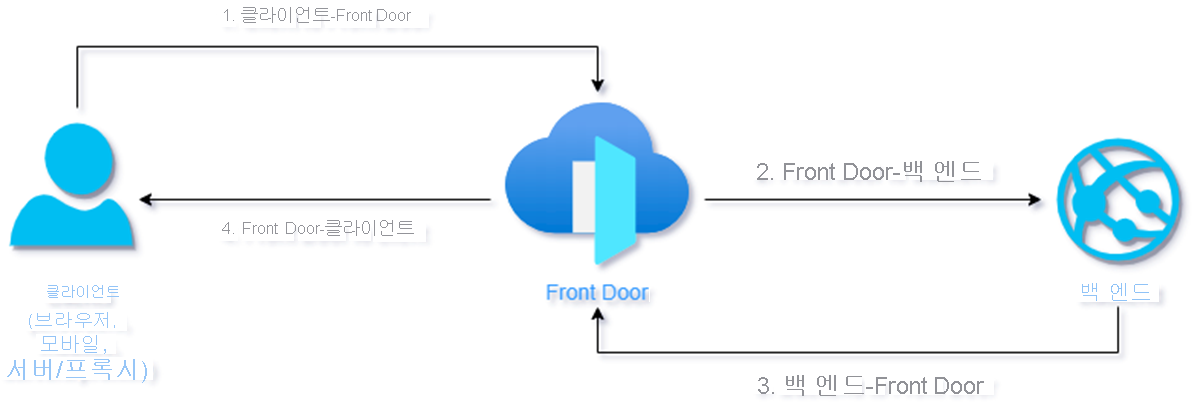 1. 클라이언트-Front Door
2. Front Door-백 엔드
4. Front Door-클라이언트
클라이언트
(브라우저,
모바일,
서버/프록시)
Front Door
백 엔드
3. 백 엔드-Front Door